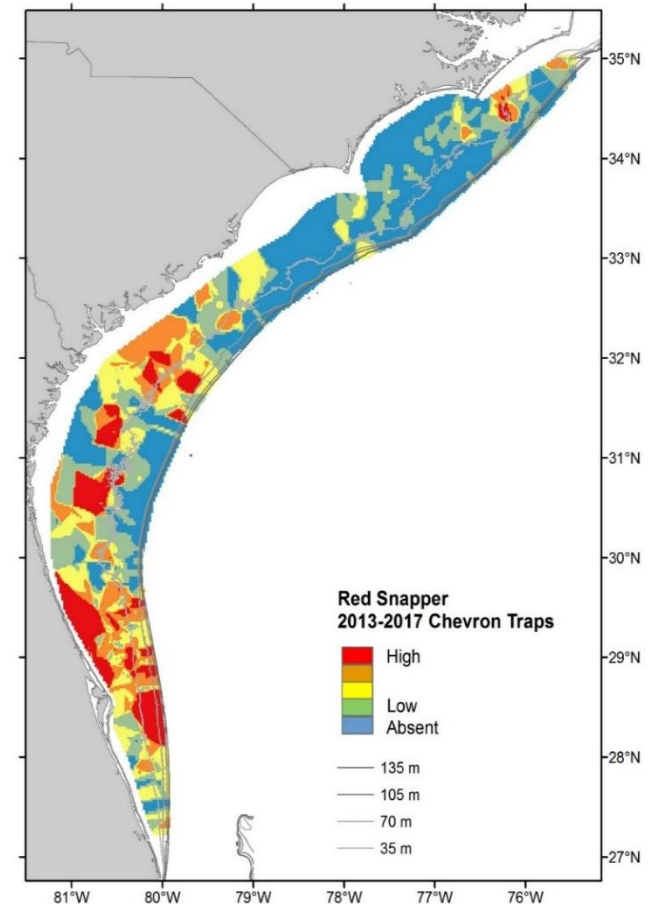 35°N
34°N
33°N
32°N
31°N
30°N
29°N
28°N
27°N
Red Snapper
2013-2017 Chevron Traps
High
Low
Absent
135 m
105 m
70 m
35 m
81°W 80°W 79°W 78°W 77°W 76°W